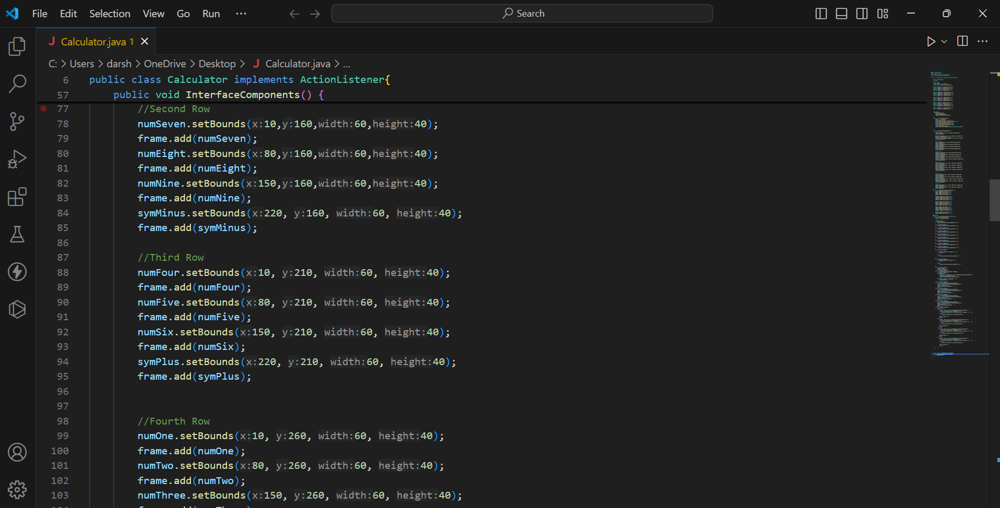 File Edit Selection View Go Run ··· Search
J Calculator.java 1
C: > Users > darsh > OneDrive > Desktop > J Calculator.java > ...
6 public class Calculator implements ActionListener{
57 public void InterfaceComponents() {
77 //Second Row
78 numSeven.setBounds(x:10,y:160,width:60,height:40);
79 frame.add(numSeven);
80 numEight.setBounds(x:80,y:160,width:60,height:40);
81 frame.add(numEight);
82 numNine.setBounds(x:150,y:160,width:60,height:40);
83 frame.add(numNine);
84 symMinus.setBounds(x:220, y:160, width:60, height:40);
85 frame.add(symMinus);
86
87 //Third Row
88 numFour.setBounds(x:10, y:210, width:60, height:40);
89 frame.add(numFour);
90 numFive.setBounds(x:80, y:210, width:60, height:40);
91 frame.add(numFive);
92 numSix.setBounds(x:150, y:210, width:60, height:40);
93 frame.add(numSix);
94 symPlus.setBounds(x:220, y:210, width:60, height:40);
95 frame.add(symPlus);
96
97
98 //Fourth Row
99 numOne.setBounds(x:10, y:260, width:60, height:40);
100 frame.add(numOne);
101 numTwo.setBounds(x:80, y:260, width:60, height:40);
102 frame.add(numTwo);
103 numThree.setBounds(x:150, y:260, width:60, height:40);